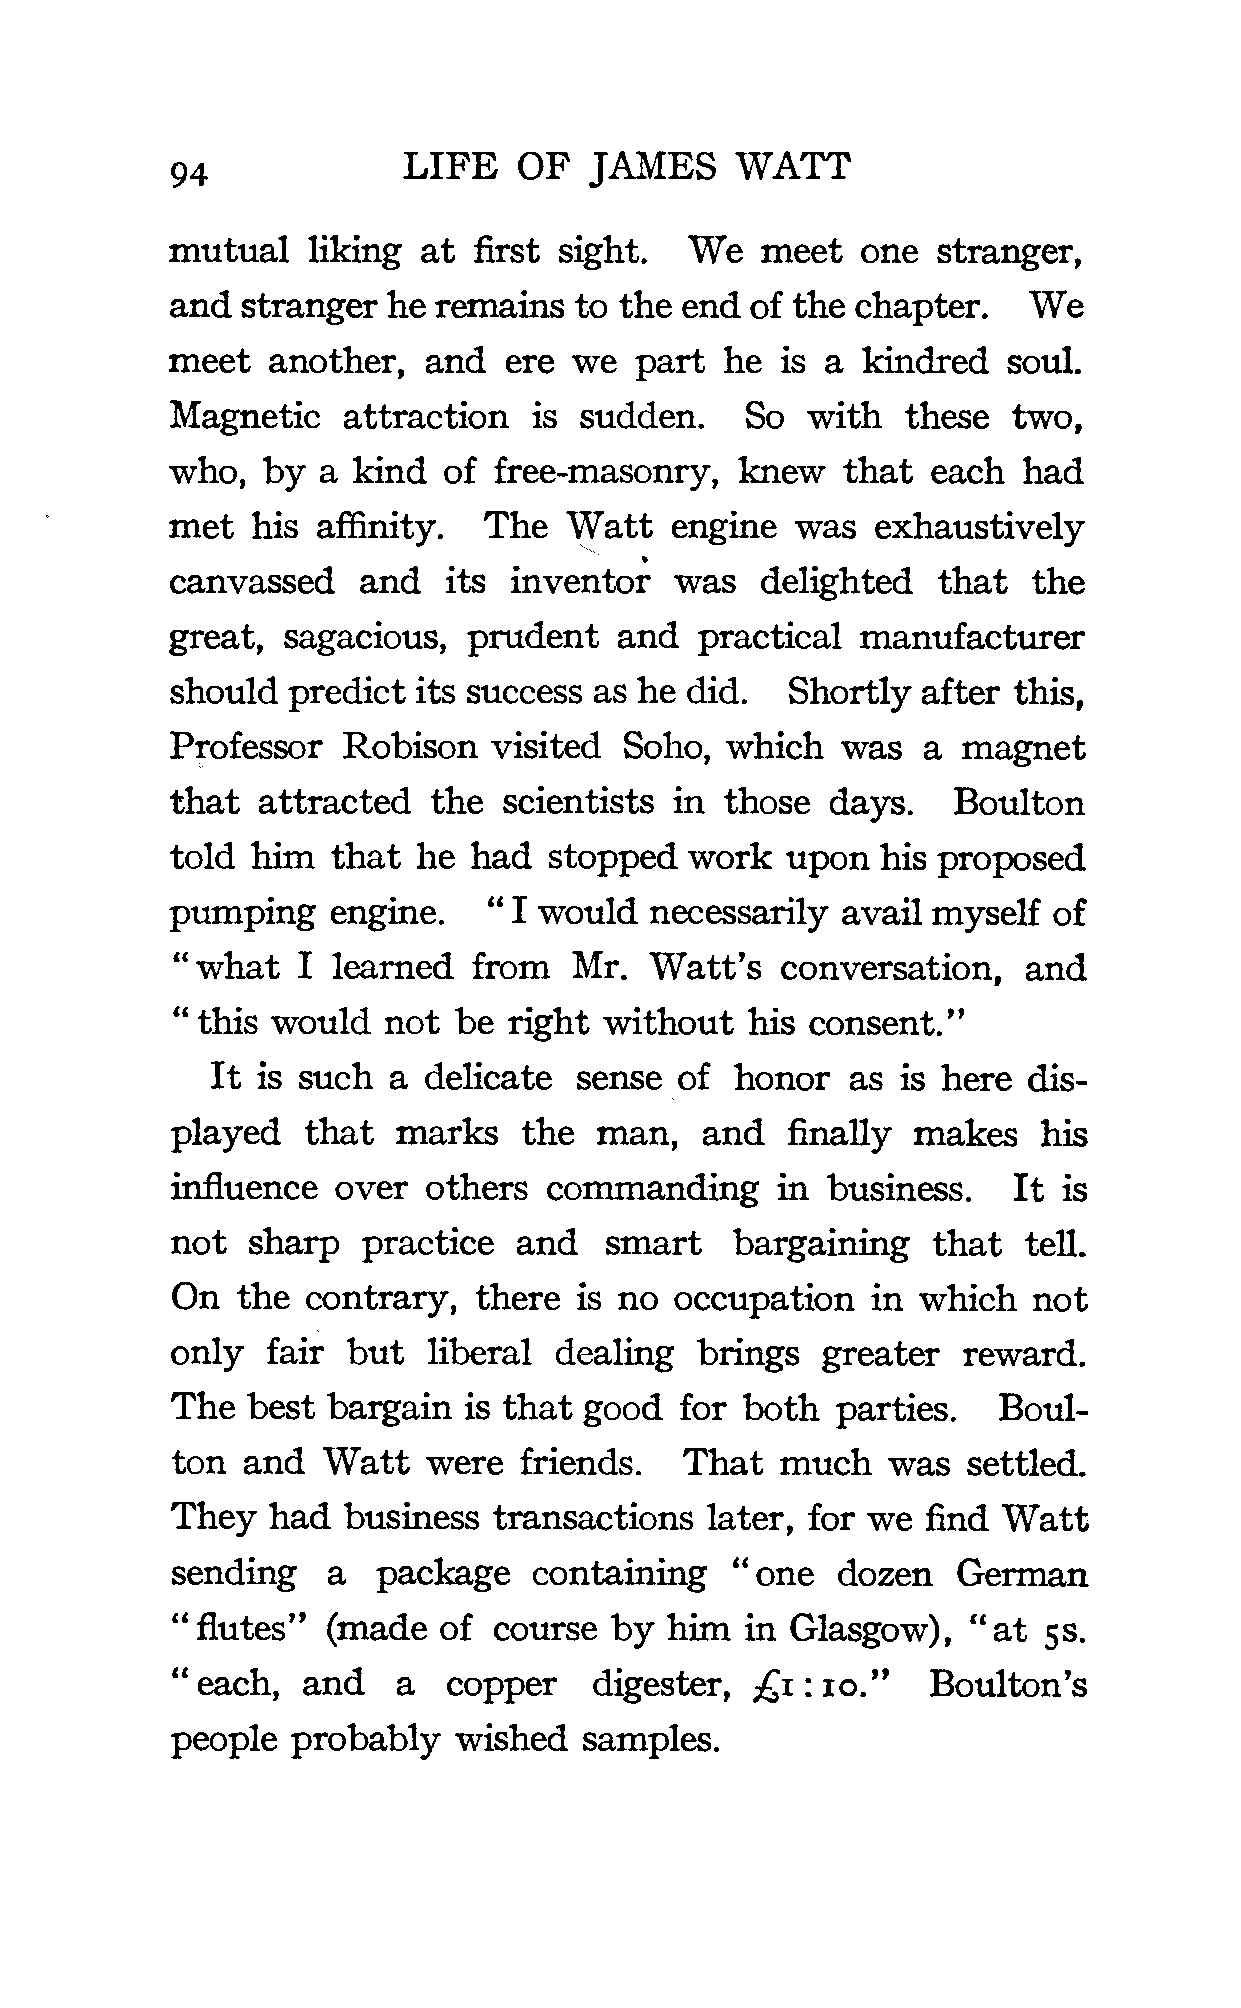 94 LIFE OF JAMES WATT
mutual liking at first sight. We meet one stranger,
and stranger he remains to the end of the chapter. We
meet another, and ere we part he is a kindred soul.
Magnetic attraction is sudden. So with these two,
who, by a kind of free-masonry, knew that each had
met his affinity. The Watt engine was exhaustively
canvassed and its inventor was delighted that the
great, sagacious, prudent and practical manufacturer
should predict its success as he did. Shortly after this,
Professor Robison visited Soho, which was a magnet
that attracted the scientists in those days. Boulton
told him that he had stopped work upon his proposed
pumping engine. "I would necessarily avail myself of
"what I learned from Mr. Watt's conversation, and
"this would not be right without his consent."
It is such a delicate sense of honor as is here dis-
played that marks the man, and finally makes his
influence over others commanding in business. It is
not sharp practice and smart bargaining that tell.
On the contrary, there is no occupation in which not
only fair but liberal dealing brings greater reward.
The best bargain is that good for both parties. Boul-
ton and Watt were friends. That much was settled.
They had business transactions later, for we find Watt
sending a package containing "one dozen German
"flutes" (made of course by him in Glasgow), "at 5s.
"each, and a copper digester, £1:10." Boulton's
people probably wished samples.